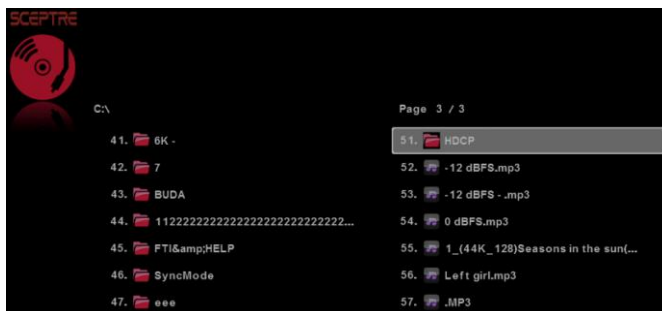 SCEPTRE
C:\
Page 3 / 3
41. 6K -
42. 7
43. BUDA
44. 1122222222222222222222222222...
45. FTI&amp;HELP
46. SyncMode
47. eee
51. HDCP
52. -12 dBFS.mp3
53. -12 dBFS - .mp3
54. 0 dBFS.mp3
55. 1_(44K_128)Seasons in the sun(...
56. Left girl.mp3
57. .MP3